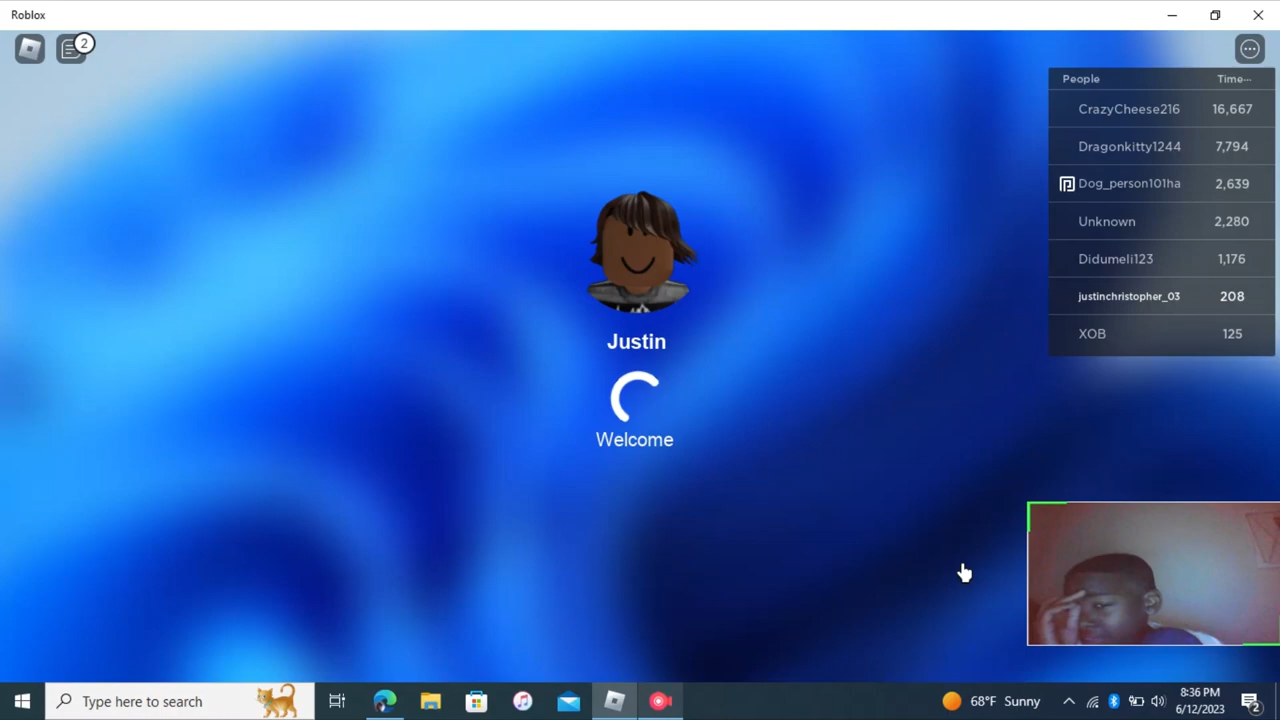 Roblox
2
People Time...
CrazyCheese216 16,667
Dragonkitty1244 7,794
Dog_person101ha 2,639
Unknown 2,280
Didumeli123 1,176
justinchristopher_03 208
XOB 125
Justin
Welcome
Type here to search
68°F Sunny
8:36 PM
6/12/2023
2